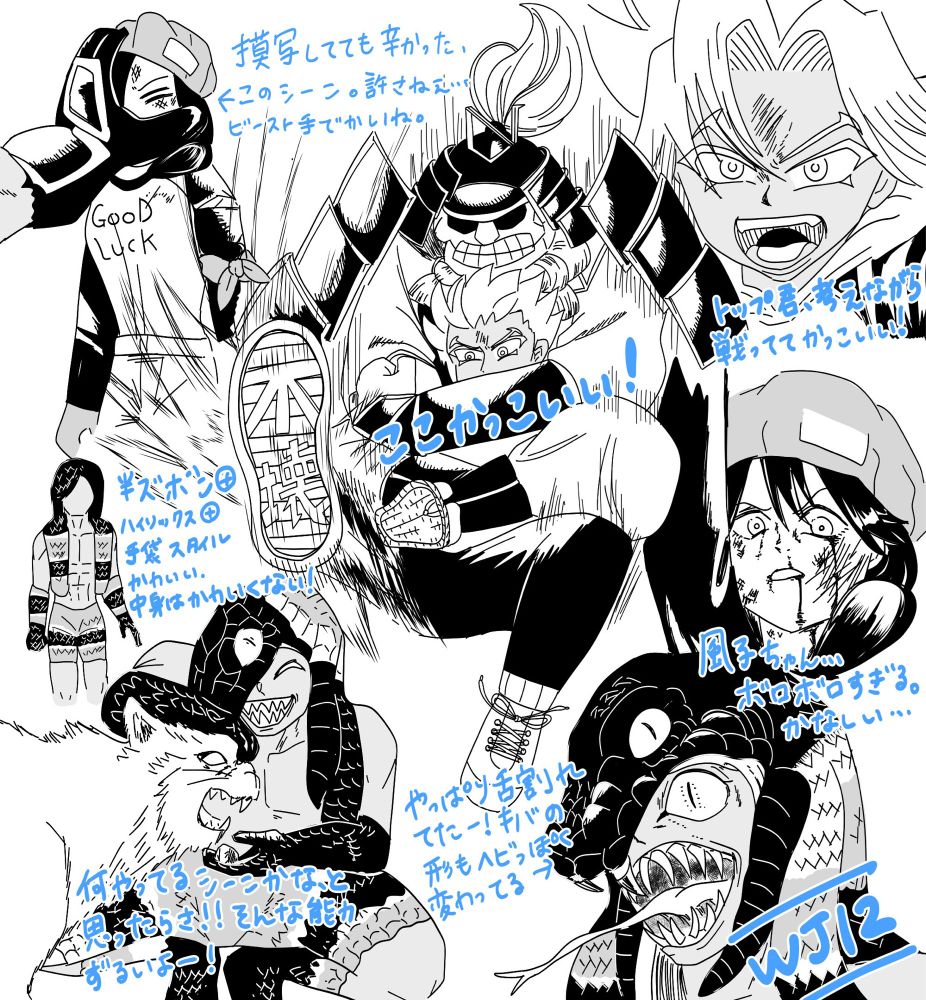 摸写してても辛かった、
←このシーン。許さねぇ…
ビースト手でかいね。
GOOD
LUCK
トップ君、考えながら
戦っててかっこいい!
ここかっこいい!
不
壊
半ズボン⊕
ハイソックス⊕
手袋スタイル
かわいい、
中身はかわいくない!
風子ちゃん…
ボロボロすぎる。
かなしい…
やっぱり舌割れ
てたー!キバの
形もヘビっぽく
変わってる→
何やってるシーンかな、と
思ったらさ!!そんな能力
ずるいよー!
WJ12